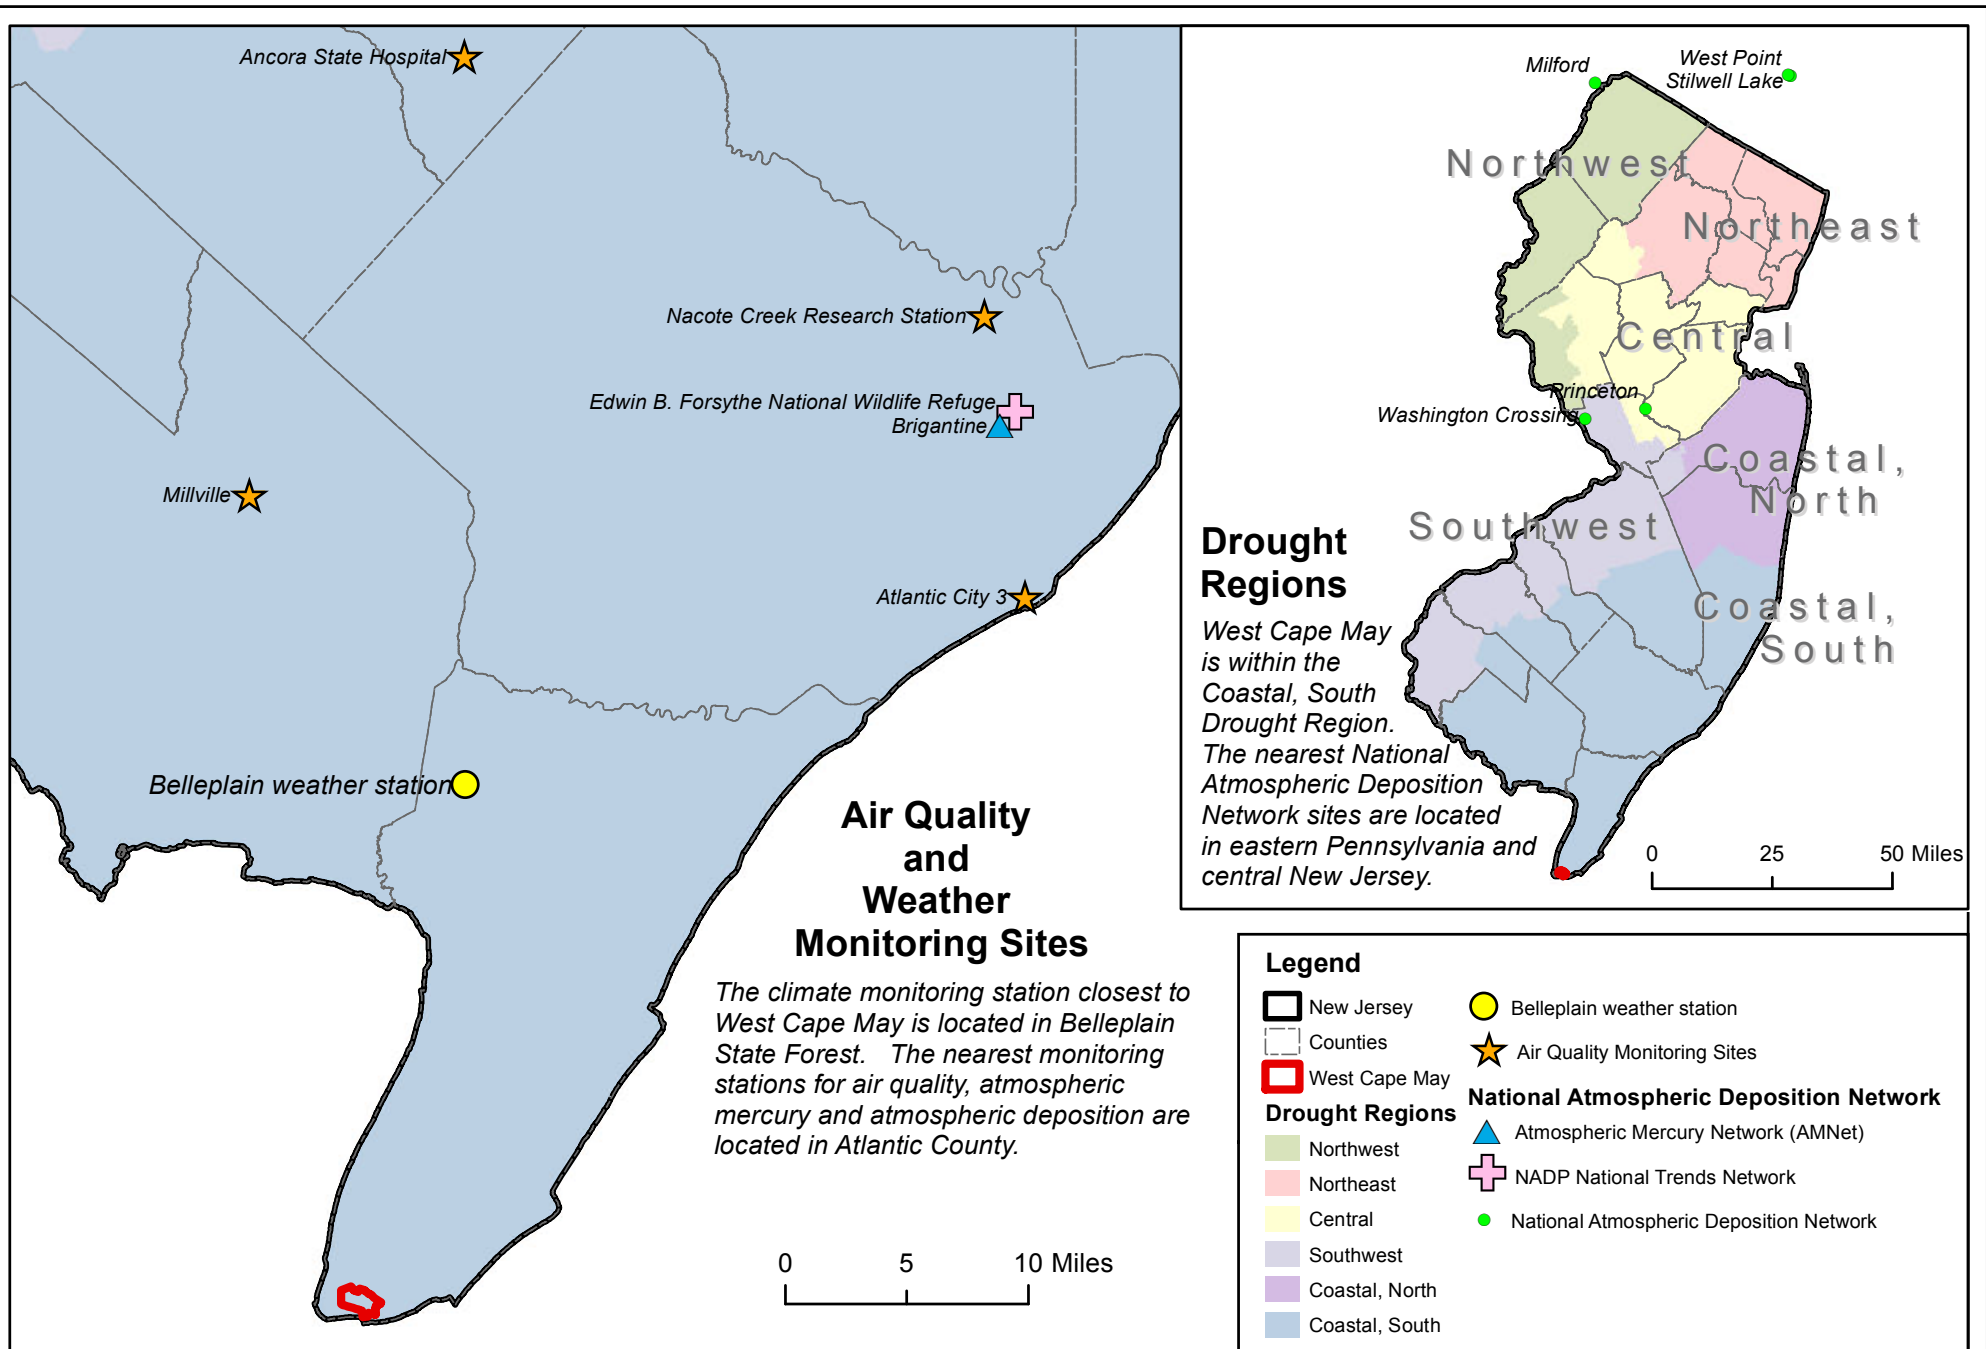 Ancora State Hospital
Nacote Creek Research Station
Edwin B. Forsythe National Wildlife Refuge
Brigantine
Millville
Atlantic City 3
Belleplain weather station
Air Quality
and
Weather
Monitoring Sites
The climate monitoring station closest to
West Cape May is located in Belleplain
State Forest.   The nearest monitoring
stations for air quality, atmospheric
mercury and atmospheric deposition are
located in Atlantic County.
0 5 10 Miles
Milford
West Point
Stilwell Lake
Northwest
Northeast
Central
Princeton
Washington Crossing
Coastal,
North
Southwest
Coastal,
South
Drought
Regions
West Cape May
is within the
Coastal, South
Drought Region.
The nearest National
Atmospheric Deposition
Network sites are located
in eastern Pennsylvania and
central New Jersey.
0 25 50 Miles
Legend
New Jersey
Counties
West Cape May
Drought Regions
Northwest
Northeast
Central
Southwest
Coastal, North
Coastal, South
Belleplain weather station
Air Quality Monitoring Sites
National Atmospheric Deposition Network
Atmospheric Mercury Network (AMNet)
NADP National Trends Network
National Atmospheric Deposition Network